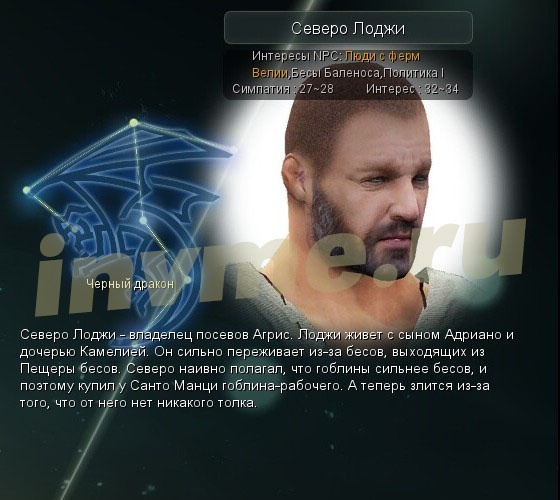 Северо Лоджи
Интересы NPC: Люди с ферм
Велии,Бесы Баленоса,Политика I
Симпатия : 27~28 Интерес : 32~34
invme.ru
Черный дракон
Северо Лоджи - владелец посевов Агрис. Лоджи живет с сыном Адриано и
дочерью Камелией. Он сильно переживает из-за бесов, выходящих из
Пещеры бесов. Северо наивно полагал, что гоблины сильнее бесов, и
поэтому купил у Санто Манци гоблина-рабочего. А теперь злится из-за
того, что от него нет никакого толка.